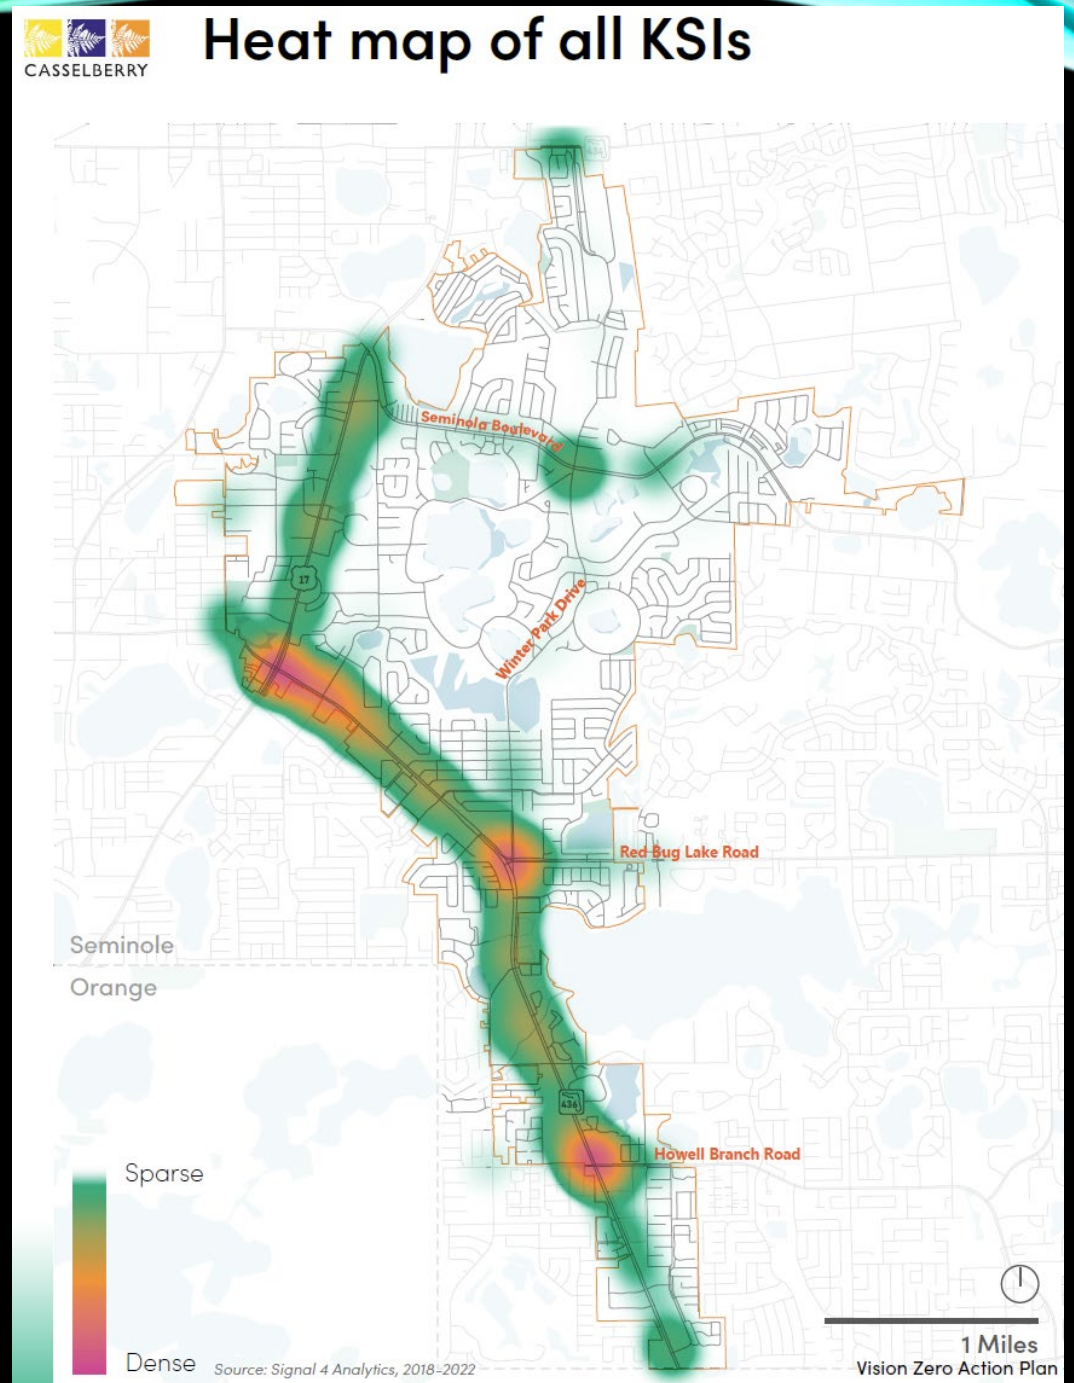 CASSELBERRY
Heat map of all KSIs
Seminola Boulevard
17
Winter Park Drive
Red Bug Lake Road
Seminole
Orange
436
Howell Branch Road
Sparse
Dense
Source: Signal 4 Analytics, 2018-2022
1 Miles
Vision Zero Action Plan